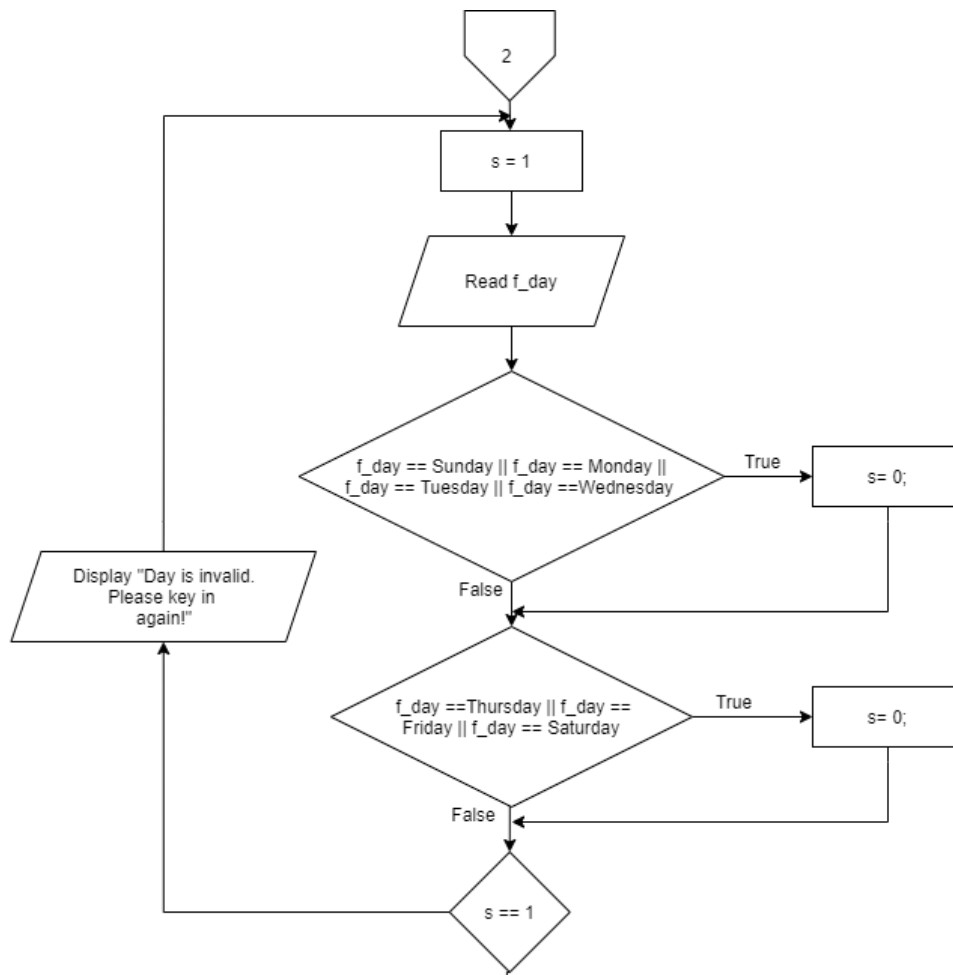 2
s = 1
Read f_day
f_day == Sunday || f_day == Monday ||
f_day == Tuesday || f_day ==Wednesday
True
s= 0;
False
Display "Day is invalid.
Please key in
again!"
f_day ==Thursday || f_day ==
Friday || f_day == Saturday
True
s= 0;
False
s == 1